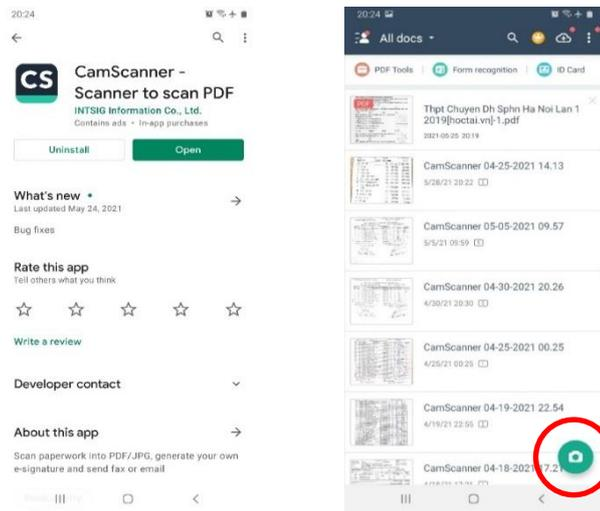 20:24
CS
CamScanner -
Scanner to scan PDF
INTSIG Information Co., Ltd.
Contains ads • In-app purchases
Uninstall
Open
What's new •
Last updated May 24, 2021
Bug fixes
Rate this app
Tell others what you think
Write a review
Developer contact
About this app
Scan paperwork into PDF/JPG, generate your own
e-signature and send fax or email
20:24
All docs
PDF Tools
Form recognition
ID Card
PDF
Thpt Chuyen Dh Sphn Ha Noi Lan 1
2019[hoctai.vn]-1.pdf
2021-05-25 20:19
CamScanner 04-25-2021 14.13
5/28/21 20:22
CamScanner 05-05-2021 09.57
5/5/21 09:59
CamScanner 04-30-2021 20.26
4/30/21 20:30
CamScanner 04-25-2021 00.25
4/25/21 00:25
CamScanner 04-19-2021 22.54
4/19/21 22:55
CamScanner 04-18-2021 17.21